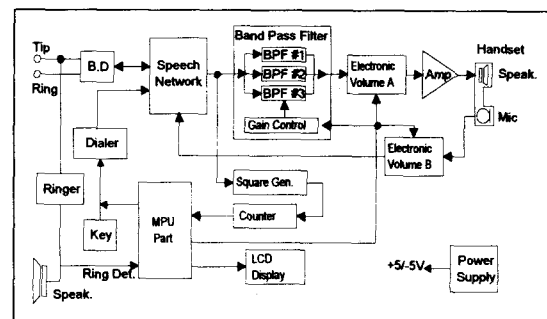 Tip
Ring
B.D
Speech
Network
Band Pass Filter
BPF #1
BPF #2
BPF #3
Gain Control
Electronic
Volume A
Amp
Handset
Speak.
Mic
Electronic
Volume B
Dialer
Ringer
Key
MPU
Part
Square Gen.
Counter
LCD
Display
Ring Det.
Speak.
+5/-5V
Power
Supply